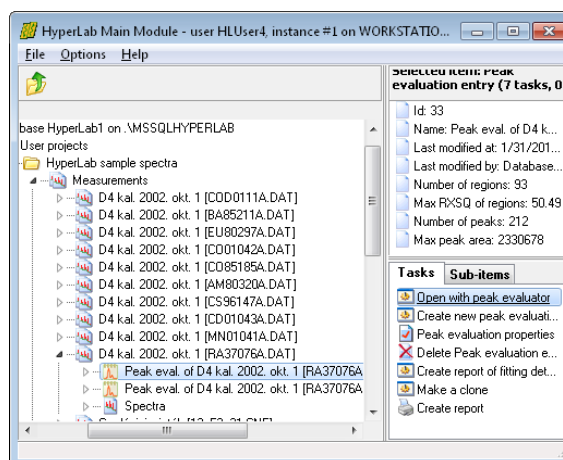 HyperLab Main Module - user HLUser4, instance #1 on WORKSTATIO...
File Options Help
base HyperLab1 on .\MSSQLHYPERLAB
User projects
HyperLab sample spectra
Measurements
D4 kal. 2002. okt. 1 [COD0111A.DAT]
D4 kal. 2002. okt. 1 [BA85211A.DAT]
D4 kal. 2002. okt. 1 [EU80297A.DAT]
D4 kal. 2002. okt. 1 [CO01042A.DAT]
D4 kal. 2002. okt. 1 [CO85185A.DAT]
D4 kal. 2002. okt. 1 [AM80320A.DAT]
D4 kal. 2002. okt. 1 [CS96147A.DAT]
D4 kal. 2002. okt. 1 [CD01043A.DAT]
D4 kal. 2002. okt. 1 [MN01041A.DAT]
D4 kal. 2002. okt. 1 [RA37076A.DAT]
Peak eval. of D4 kal. 2002. okt. 1 [RA37076A
Peak eval. of D4 kal. 2002. okt. 1 [RA37076A
Spectra
Selected item: Peak
evaluation entry (7 tasks, 0
Id: 33
Name: Peak eval. of D4 k...
Last modified at: 1/31/201...
Last modified by: Database...
Number of regions: 93
Max RXSQ of regions: 50.49
Number of peaks: 212
Max peak area: 2330678
Tasks Sub-items
Open with peak evaluator
Create new peak evaluati...
Peak evaluation properties
Delete Peak evaluation e...
Create report of fitting det...
Make a clone
Create report